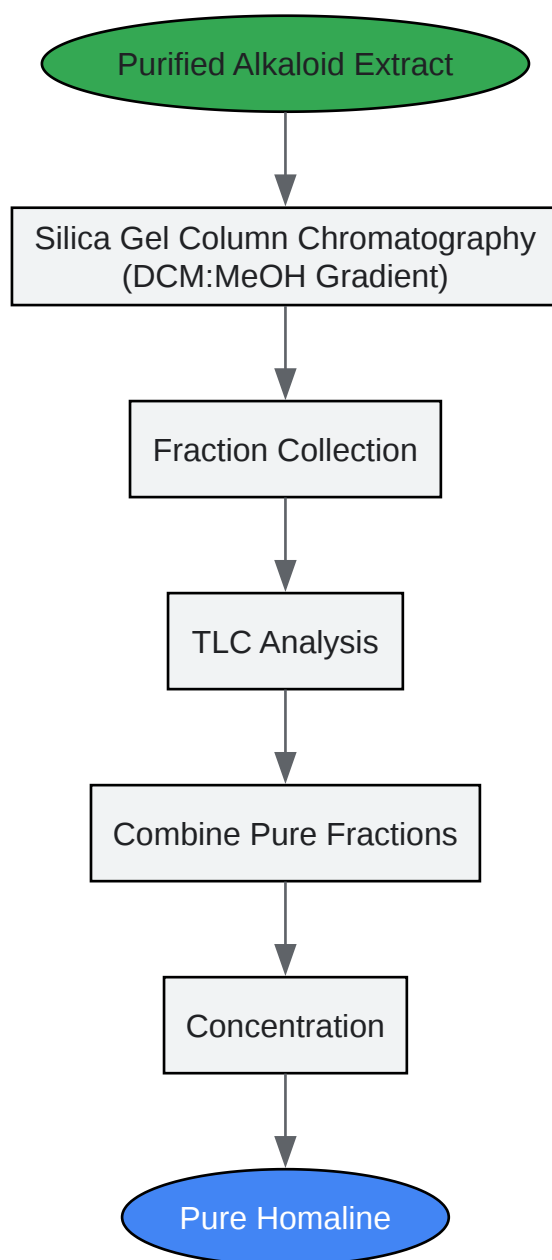 Purified Alkaloid Extract
Silica Gel Column Chromatography
(DCM:MeOH Gradient)
Fraction Collection
TLC Analysis
Combine Pure Fractions
Concentration
Pure Homaline